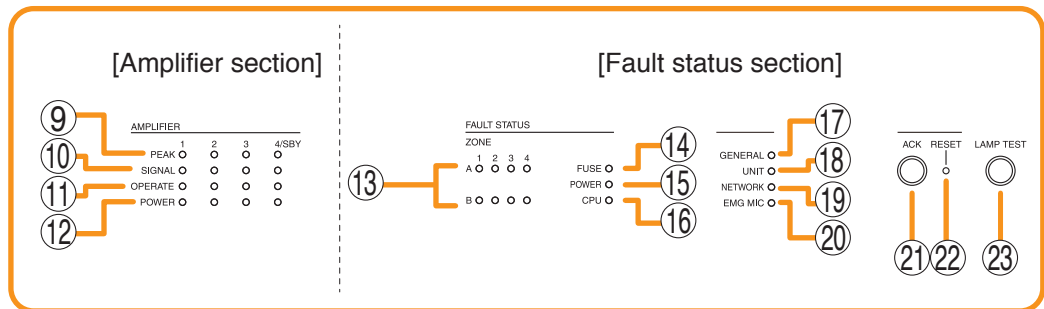 [Amplifier section]
[Fault status section]
9
10
11
12
AMPLIFIER
1 2 3 4/SBY
PEAK
SIGNAL
OPERATE
POWER
13
FAULT STATUS
ZONE
1 2 3 4
A
B
FUSE
POWER
CPU
14
15
16
GENERAL
UNIT
NETWORK
EMG MIC
17
18
19
20
ACK RESET LAMP TEST
21 22 23